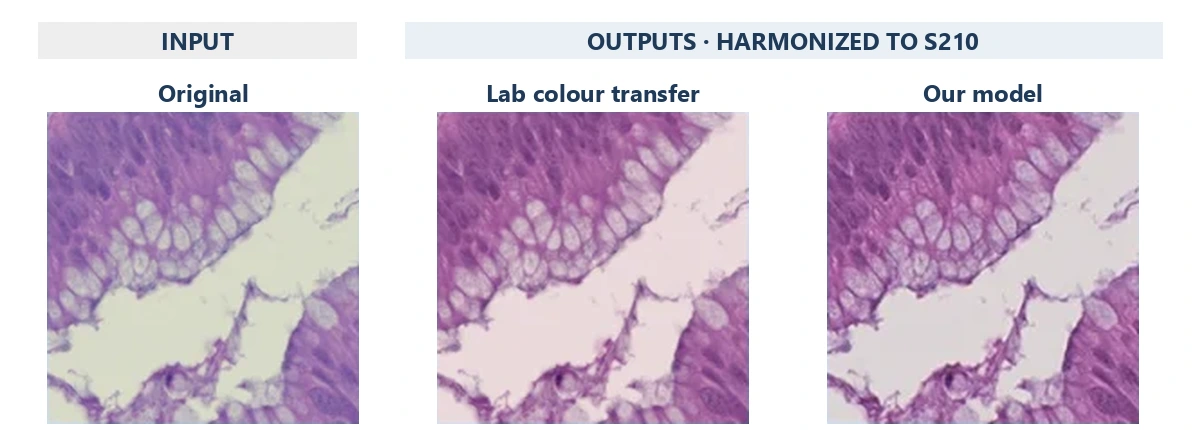 INPUT
OUTPUTS · HARMONIZED TO S210
Original
Lab colour transfer
Our model